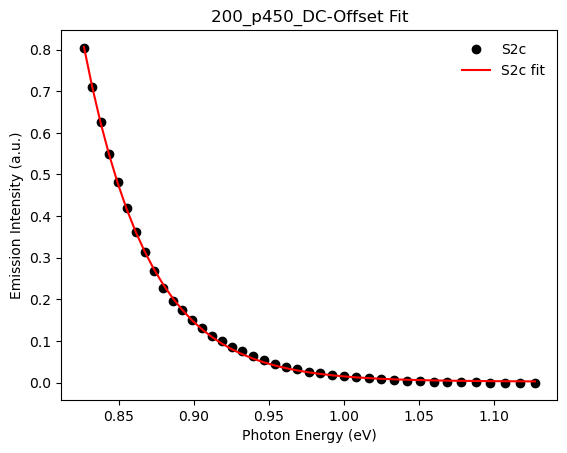 200_p450_DC-Offset Fit
S2c
S2c fit
Emission Intensity (a.u.)
0.8
0.7
0.6
0.5
0.4
0.3
0.2
0.1
0.0
0.85 0.90 0.95 1.00 1.05 1.10
Photon Energy (eV)